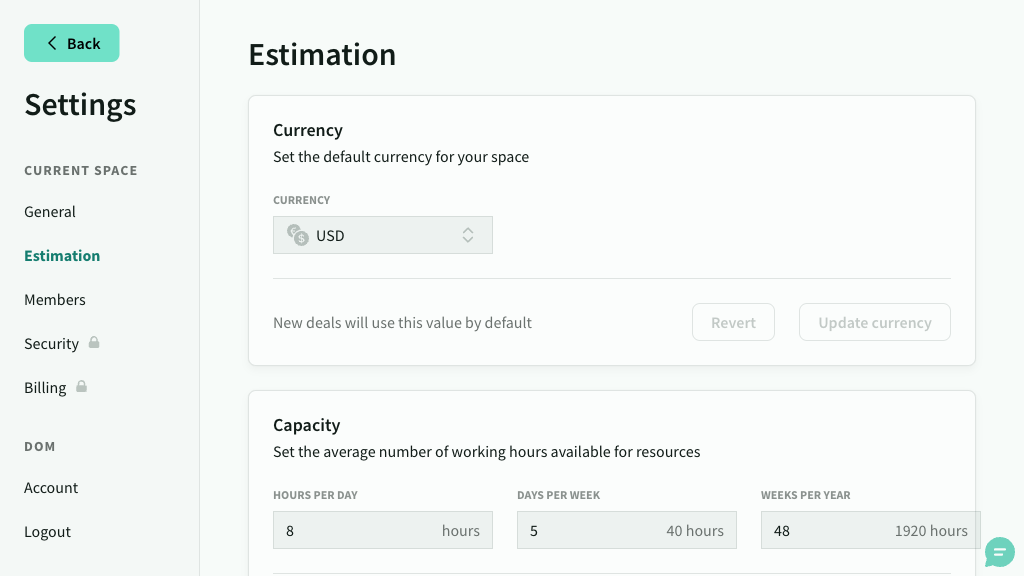 Back
Settings
CURRENT SPACE
General
Estimation
Members
Security
Billing
DOM
Account
Logout
Estimation
Currency
Set the default currency for your space
CURRENCY
USD
New deals will use this value by default
Revert
Update currency
Capacity
Set the average number of working hours available for resources
HOURS PER DAY DAYS PER WEEK WEEKS PER YEAR
8 hours 5 40 hours 48 1920 hours